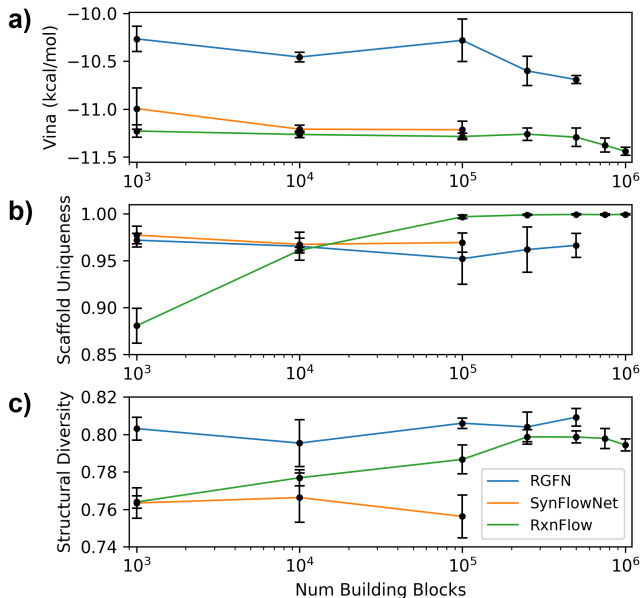 a)
Vina (kcal/mol)
−10.0
−10.5
−11.0
−11.5
10³ 10⁴ 10⁵ 10⁶
b)
Scaffold Uniqueness
1.00
0.95
0.90
0.85
10³ 10⁴ 10⁵ 10⁶
c)
Structural Diversity
0.82
0.80
0.78
0.76
0.74
RGFN
SynFlowNet
RxnFlow
10³ 10⁴ 10⁵ 10⁶
Num Building Blocks